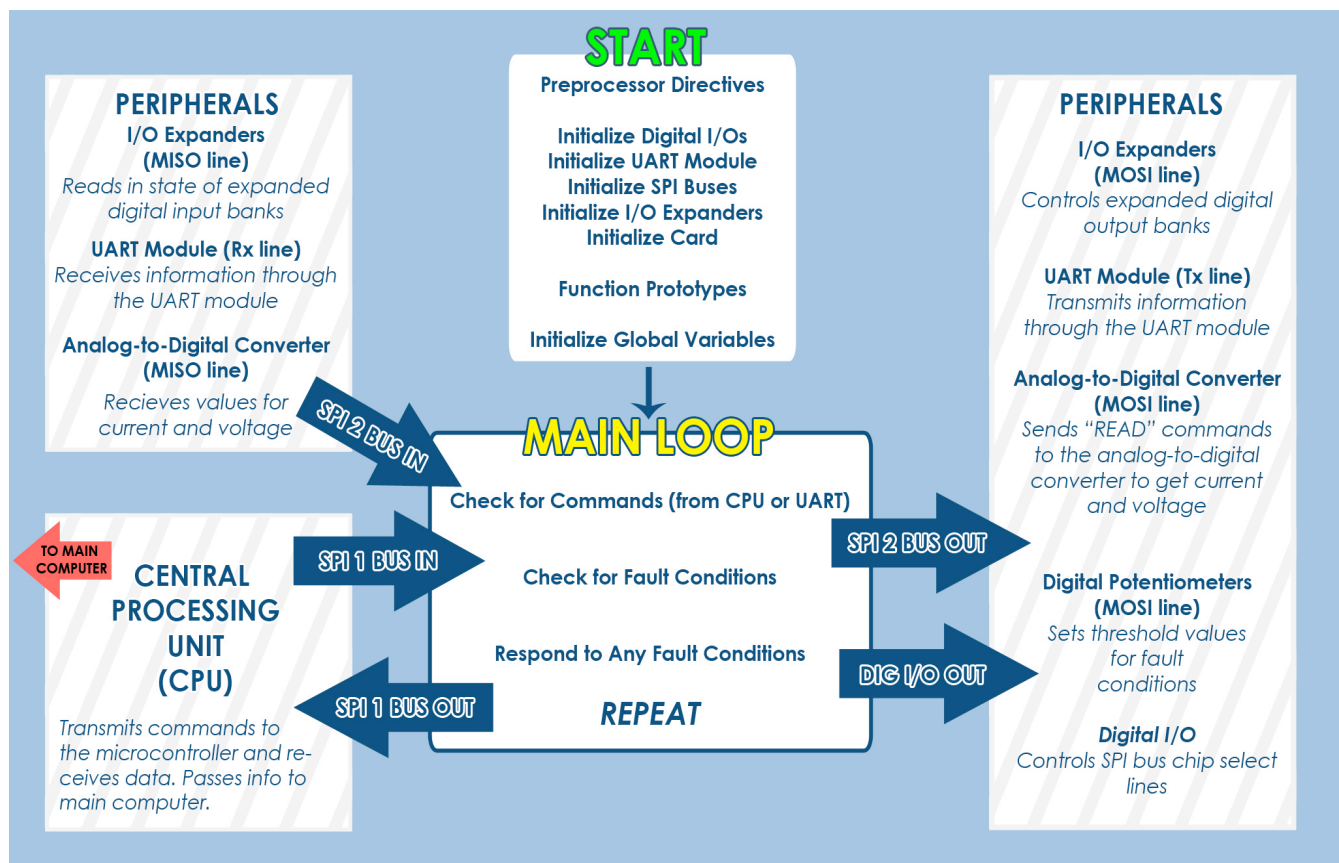 START
Preprocessor Directives
Initialize Digital I/Os
Initialize UART Module
Initialize SPI Buses
Initialize I/O Expanders
Initialize Card
Function Prototypes
Initialize Global Variables
PERIPHERALS
I/O Expanders
(MISO line)
Reads in state of expanded
digital input banks
UART Module (Rx line)
Receives information through
the UART module
Analog-to-Digital Converter
(MISO line)
Recieves values for
current and voltage
SPI 2 BUS IN
MAIN LOOP
Check for Commands (from CPU or UART)
Check for Fault Conditions
Respond to Any Fault Conditions
REPEAT
TO MAIN
COMPUTER
CENTRAL
PROCESSING
UNIT
(CPU)
Transmits commands to
the microcontroller and re-
ceives data. Passes info to
main computer.
SPI 1 BUS IN
SPI 1 BUS OUT
SPI 2 BUS OUT
DIG I/O OUT
PERIPHERALS
I/O Expanders
(MOSI line)
Controls expanded digital
output banks
UART Module (Tx line)
Transmits information
through the UART module
Analog-to-Digital Converter
(MOSI line)
Sends “READ” commands
to the analog-to-digital
converter to get current
and voltage
Digital Potentiometers
(MOSI line)
Sets threshold values
for fault
conditions
Digital I/O
Controls SPI bus chip select
lines